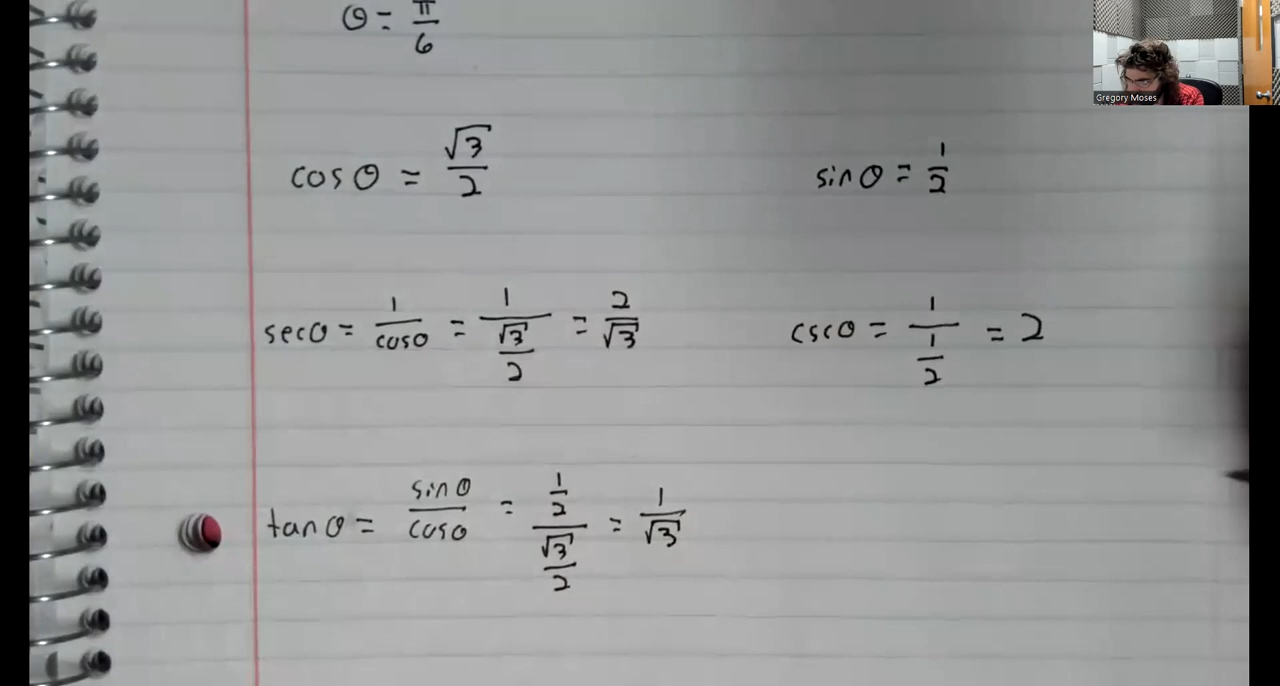 θ = π/6
Gregory Moses
cos θ = √3/2
sin θ = 1/2
sec θ = 1/cos θ = 1/(√3/2) = 2/√3
csc θ = 1/(1/2) = 2
tan θ = sin θ/cos θ = (1/2)/(√3/2) = 1/√3